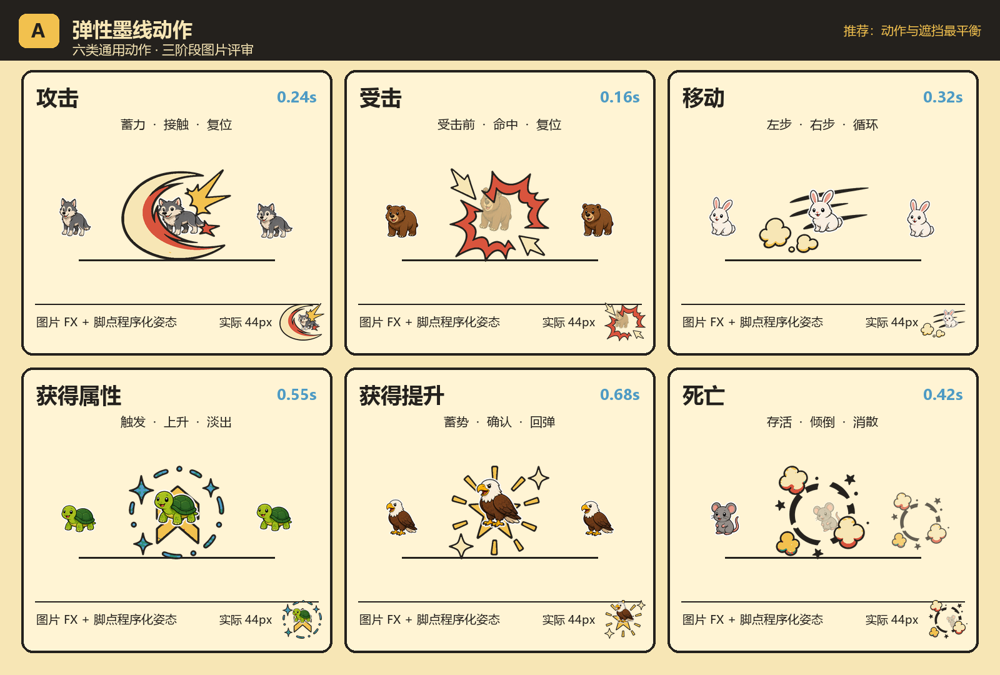 A
弹性墨线动作
六类通用动作 · 三阶段图片评审
推荐：动作与遮挡最平衡
攻击
0.24s
蓄力 · 接触 · 复位
图片 FX + 脚点程序化姿态
实际 44px
受击
0.16s
受击前 · 命中 · 复位
图片 FX + 脚点程序化姿态
实际 44px
移动
0.32s
左步 · 右步 · 循环
图片 FX + 脚点程序化姿态
实际 44px
获得属性
0.55s
触发 · 上升 · 淡出
图片 FX + 脚点程序化姿态
实际 44px
获得提升
0.68s
蓄势 · 确认 · 回弹
图片 FX + 脚点程序化姿态
实际 44px
死亡
0.42s
存活 · 倾倒 · 消散
图片 FX + 脚点程序化姿态
实际 44px